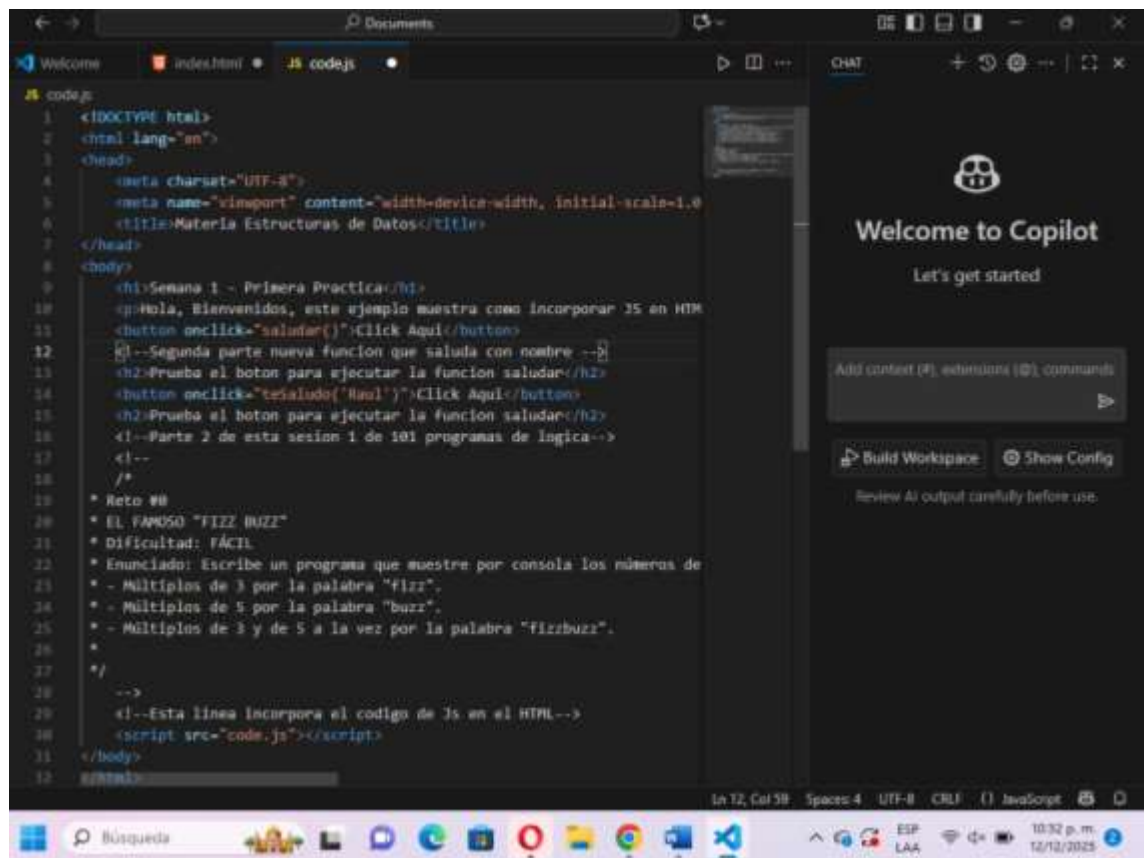 Documents
Welcome
index.html
JS code.js
CHAT
JS code.js
1 <!DOCTYPE html>
2 <html lang="en">
3 <head>
4 <meta charset="UTF-8">
5 <meta name="viewport" content="width=device-width, initial-scale=1.0
6 <title>Materia Estructuras de Datos</title>
7 </head>
8 <body>
9 <h1>Semana 1 - Primera Practica</h1>
10 <p>Hola, Bienvenidos, este ejemplo muestra como incorporar JS en HTM
11 <button onclick="saludar()">Click Aqui</button>
12 <!--Segunda parte nueva funcion que saluda con nombre -->
13 <h2>Prueba el boton para ejecutar la funcion saludar</h2>
14 <button onclick="teSaludo('Raul')">Click Aqui</button>
15 <h2>Prueba el boton para ejecutar la funcion saludar</h2>
16 <!--Parte 2 de esta sesion 1 de 101 programas de logica-->
17 <!--
18 /*
19 * Reto #0
20 * EL FAMOSO "FIZZ BUZZ"
21 * Dificultad: FÁCIL
22 * Enunciado: Escribe un programa que muestre por consola los números de
23 * - Múltiplos de 3 por la palabra "fizz".
24 * - Múltiplos de 5 por la palabra "buzz".
25 * - Múltiplos de 3 y de 5 a la vez por la palabra "fizzbuzz".
26 *
27 */
28 -->
29 <!--Esta linea incorpora el codigo de Js en el HTML-->
30 <script src="code.js"></script>
31 </body>
32 </html>
Welcome to Copilot
Let's get started
Add context (#), extensions (@), commands
Build Workspace
Show Config
Review AI output carefully before use.
Ln 12, Col 59 Spaces: 4 UTF-8 CRLF {} JavaScript
Búsqueda
ESP
LAA
10:32 p. m.
12/12/2025
2